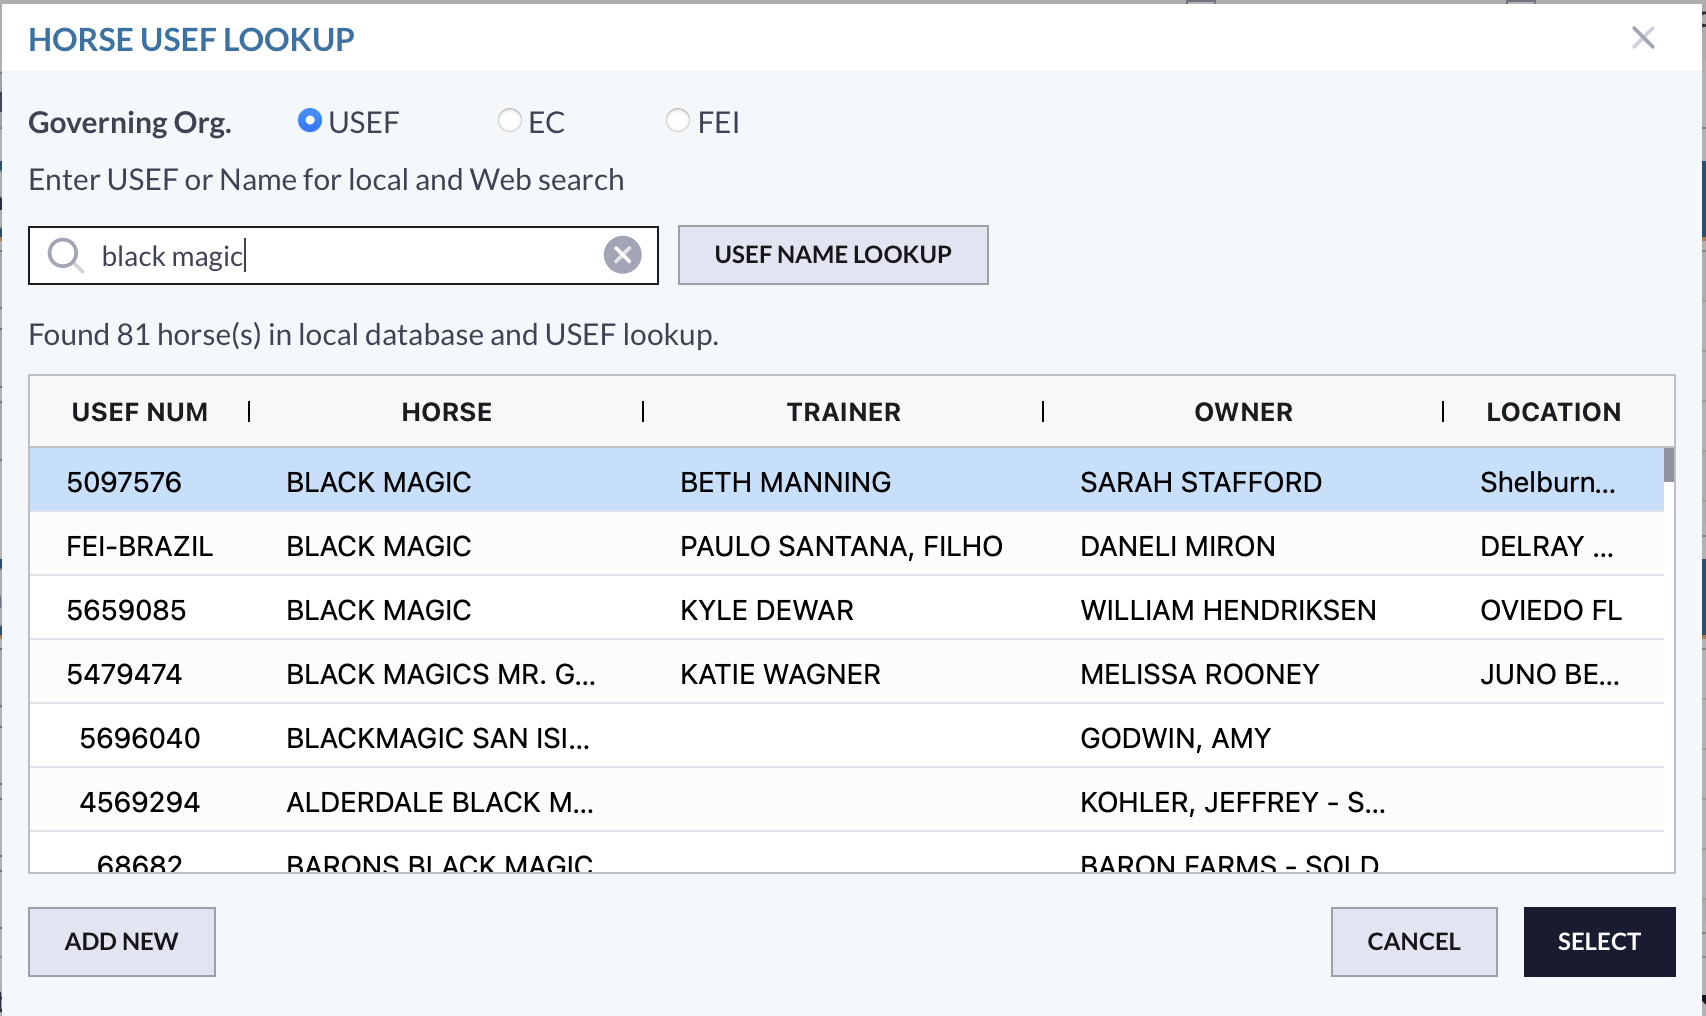 HORSE USEF LOOKUP
Governing Org. USEF EC FEI
Enter USEF or Name for local and Web search
black magic USEF NAME LOOKUP
Found 81 horse(s) in local database and USEF lookup.
USEF NUM HORSE TRAINER OWNER LOCATION
5097576 BLACK MAGIC BETH MANNING SARAH STAFFORD Shelburn...
FEI-BRAZIL BLACK MAGIC PAULO SANTANA, FILHO DANELI MIRON DELRAY ...
5659085 BLACK MAGIC KYLE DEWAR WILLIAM HENDRIKSEN OVIEDO FL
5479474 BLACK MAGICS MR. G... KATIE WAGNER MELISSA ROONEY JUNO BE...
5696040 BLACKMAGIC SAN ISI... GODWIN, AMY
4569294 ALDERDALE BLACK M... KOHLER, JEFFREY - S...
68682 BARONS BLACK MAGIC BARON FARMS - SOLD
ADD NEW CANCEL SELECT